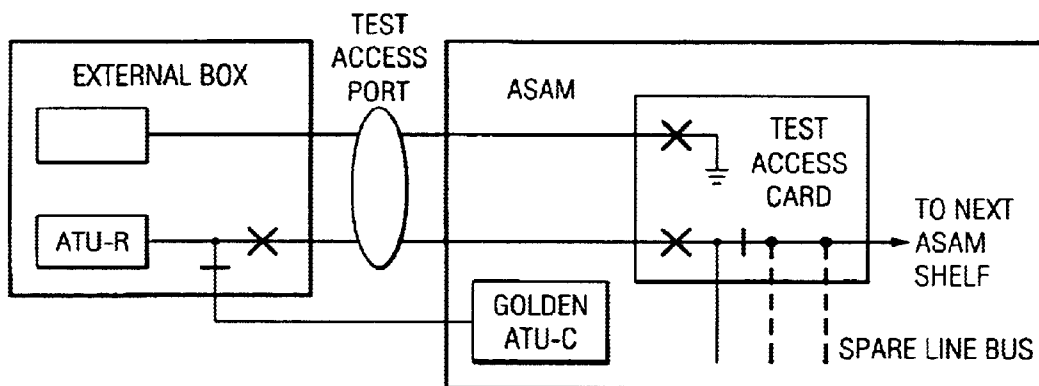 TEST
ACCESS
PORT
EXTERNAL BOX
ASAM
TEST
ACCESS
CARD
ATU-R
TO NEXT
ASAM
SHELF
GOLDEN
ATU-C
SPARE LINE BUS